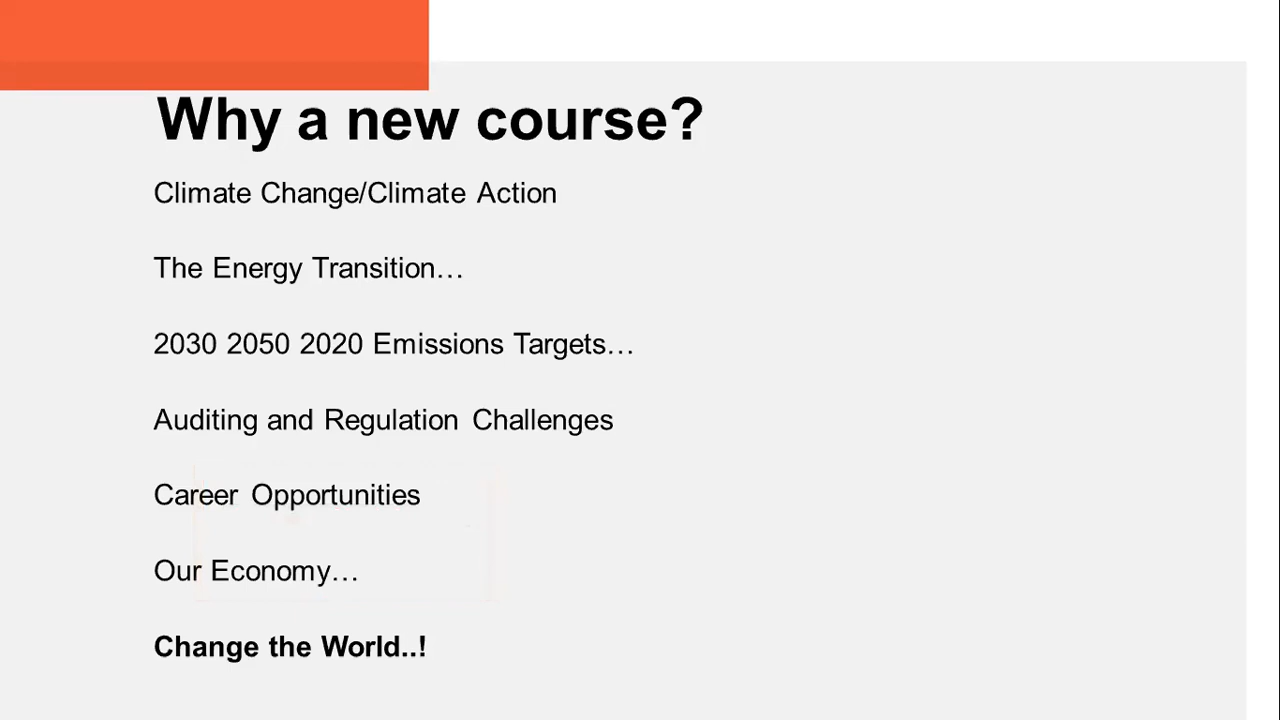 Why a new course?
Climate Change/Climate Action
The Energy Transition…
2030 2050 2020 Emissions Targets…
Auditing and Regulation Challenges
Career Opportunities
Our Economy…
Change the World..!